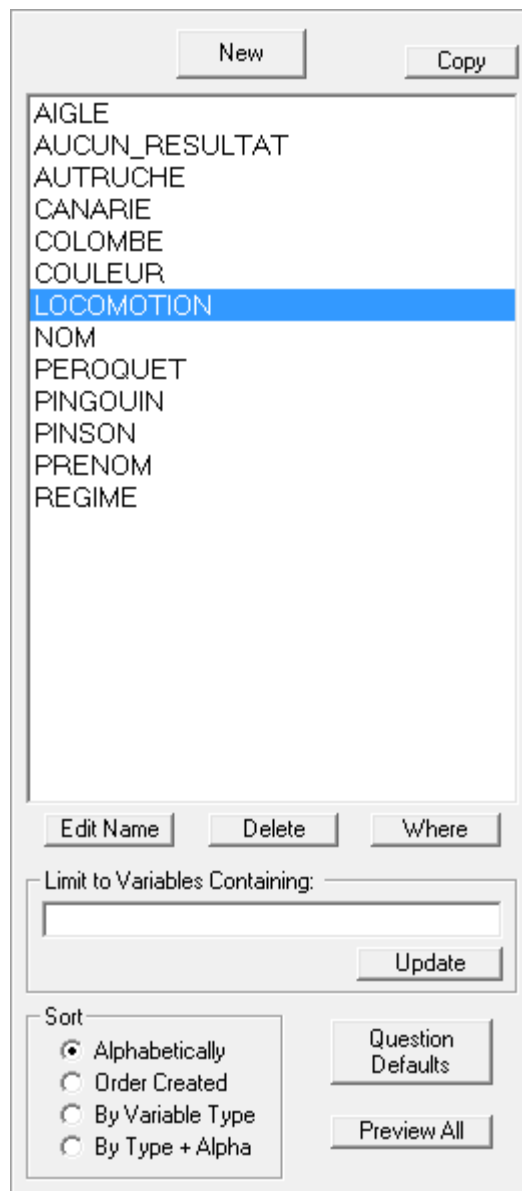 New
Copy
AIGLE
AUCUN_RESULTAT
AUTRUCHE
CANARIE
COLOMBE
COULEUR
LOCOMOTION
NOM
PEROQUET
PINGOUIN
PINSON
PRENOM
REGIME
Edit Name
Delete
Where
Limit to Variables Containing:
Update
Sort
Alphabetically
Order Created
By Variable Type
By Type + Alpha
Question
Defaults
Preview All